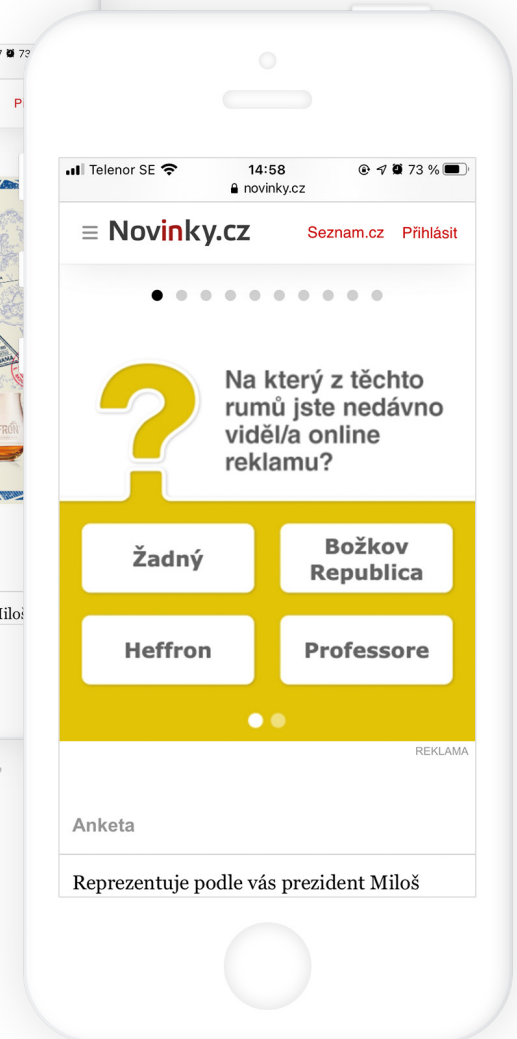 Telenor SE
14:58
73 %
novinky.cz
Novinky.cz
Seznam.cz
Přihlásit
Na který z těchto
rumů jste nedávno
viděl/a online
reklamu?
Žadný
Božkov
Republica
Heffron
Professore
REKLAMA
Anketa
Reprezentuje podle vás prezident Miloš